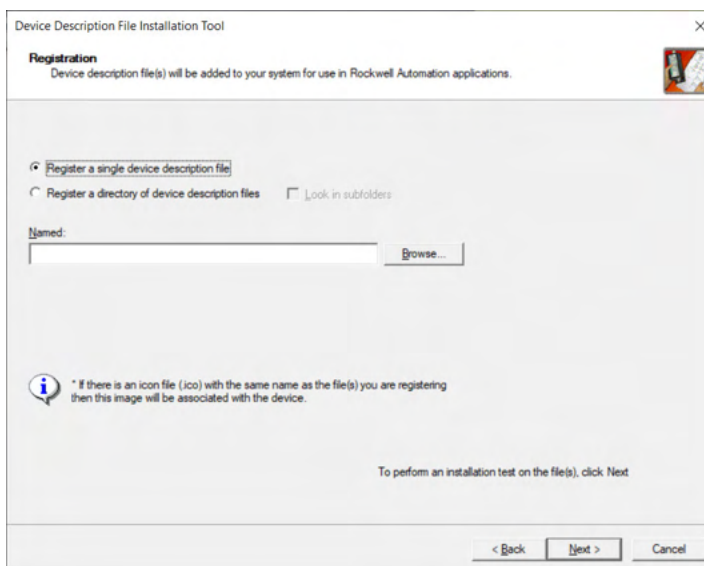 Device Description File Installation Tool
Registration
Device description file(s) will be added to your system for use in Rockwell Automation applications.
Register a single device description file
Register a directory of device description files Look in subfolders
Named:
Browse...
* If there is an icon file (.ico) with the same name as the file(s) you are registering
then this image will be associated with the device.
To perform an installation test on the file(s), click Next
< Back Next > Cancel